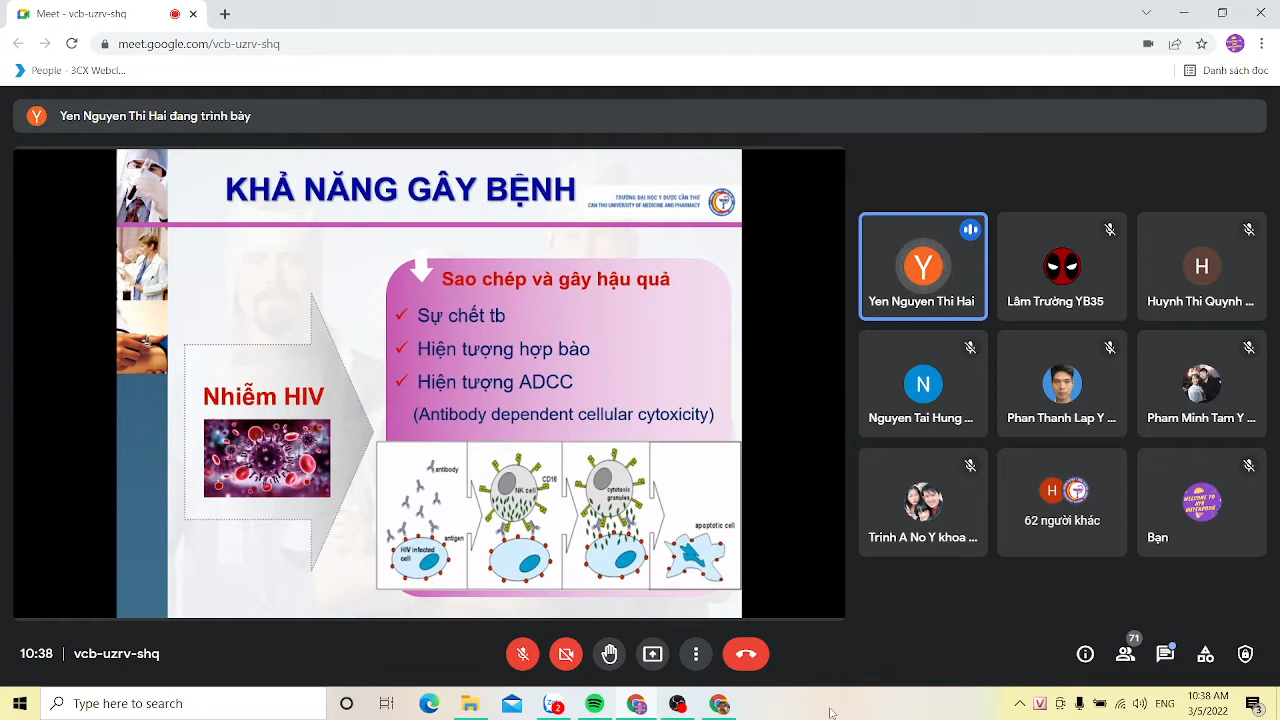 Meet - vcb-uzrv-shq
meet.google.com/vcb-uzrv-shq
People - 3CX Webcl...
Danh sách đọc
Y
Yen Nguyen Thi Hai đang trình bày
KHẢ NĂNG GÂY BỆNH
TRƯỜNG ĐẠI HỌC Y DƯỢC CẦN THƠ
CAN THO UNIVERSITY OF MEDICINE AND PHARMACY
Nhiễm HIV
Sao chép và gây hậu quả
Sự chết tb
Hiện tượng hợp bào
Hiện tượng ADCC
(Antibody dependent cellular cytoxicity)
antibody
antigen
HIV infected
cell
NK cell
CD16
cytotoxic
granules
apoptotic cell
Y
Yen Nguyen Thi Hai
Lâm Trường YB35
H
Huynh Thi Quynh ...
N
Nguyen Tai Hung ...
Phan Thanh Lap Y ...
Pham Minh Tam Y ...
Trinh A No Y khoa ...
H
62 người khác
WELCOME TO
Bạn
10:38
vcb-uzrv-shq
71
Type here to search
2
V
10:38 AM
3/5/2022
3